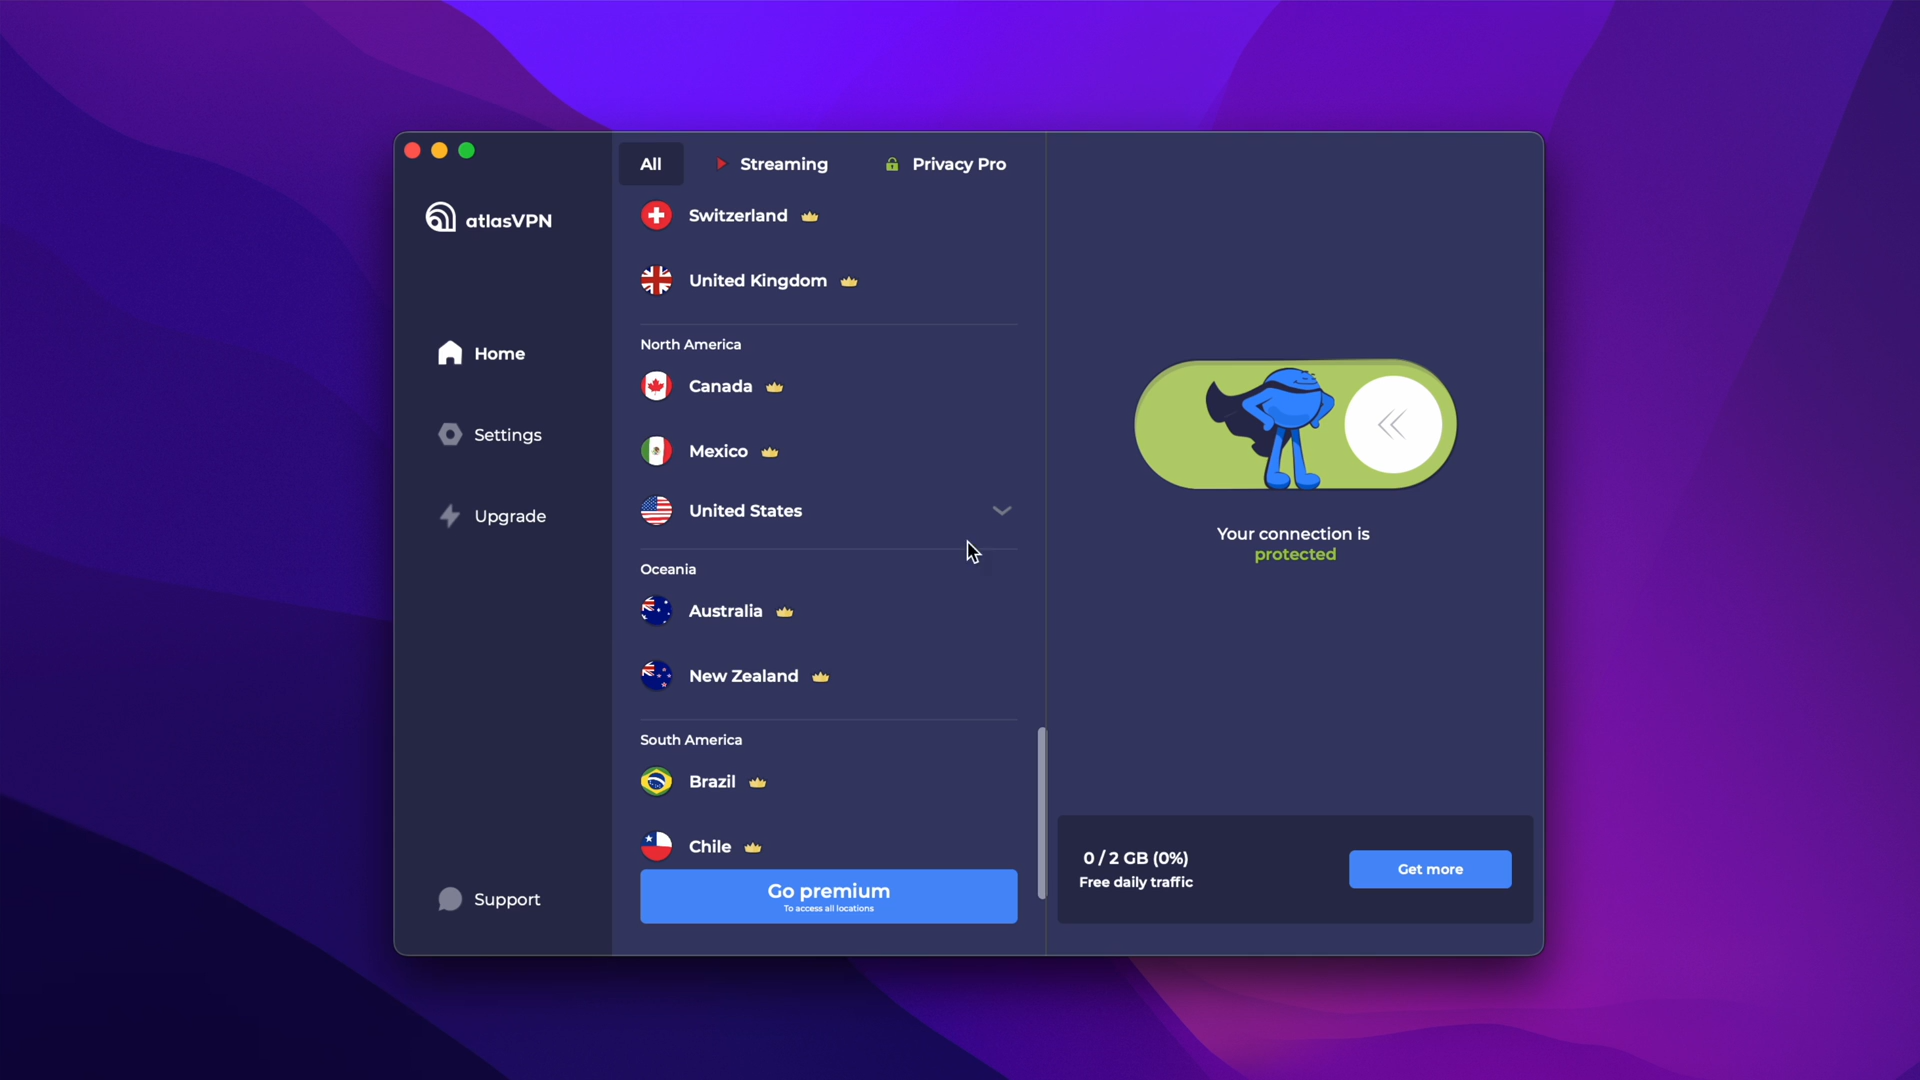 atlasVPN
Home
Settings
Upgrade
Support
All
Streaming
Privacy Pro
Switzerland
United Kingdom
North America
Canada
Mexico
United States
Oceania
Australia
New Zealand
South America
Brazil
Chile
Go premium
To access all locations
Your connection is
protected
0 / 2 GB (0%)
Free daily traffic
Get more